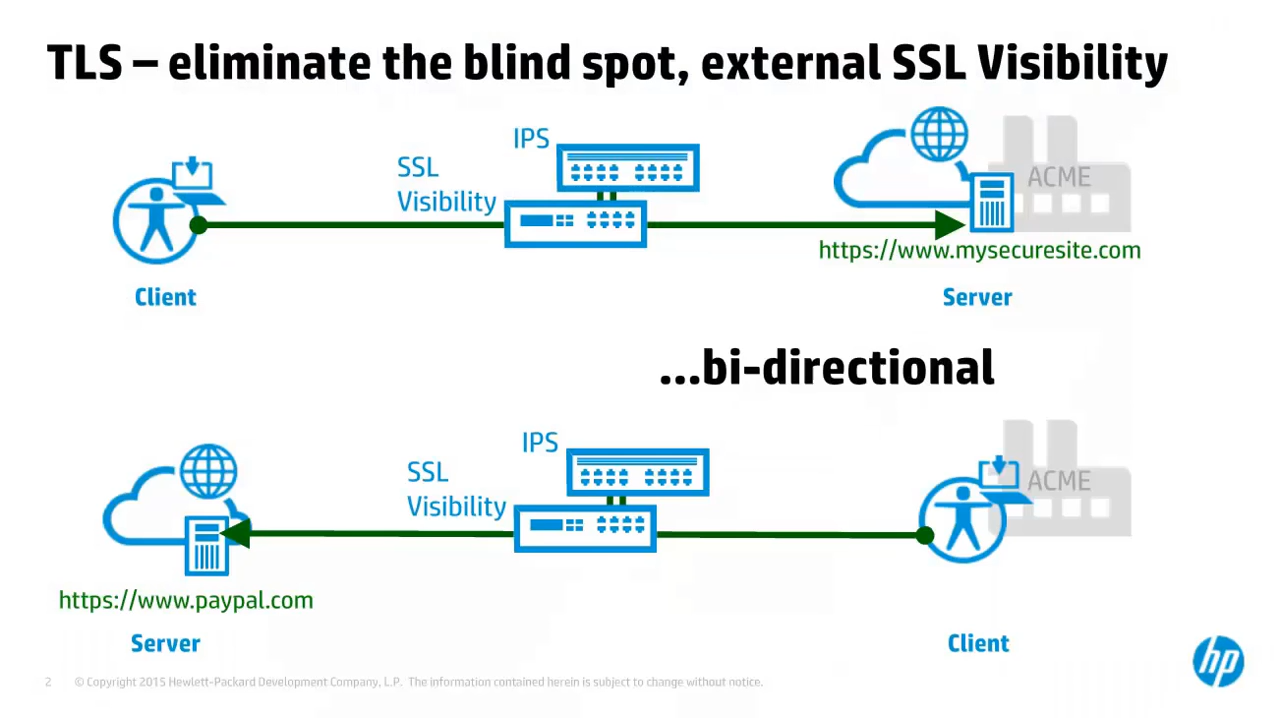 TLS – eliminate the blind spot, external SSL Visibility
IPS
SSL
Visibility
ACME
https://www.mysecuresite.com
Client
Server
...bi-directional
IPS
SSL
Visibility
ACME
https://www.paypal.com
Server
Client
hp
2 © Copyright 2015 Hewlett-Packard Development Company, L.P. The information contained herein is subject to change without notice.